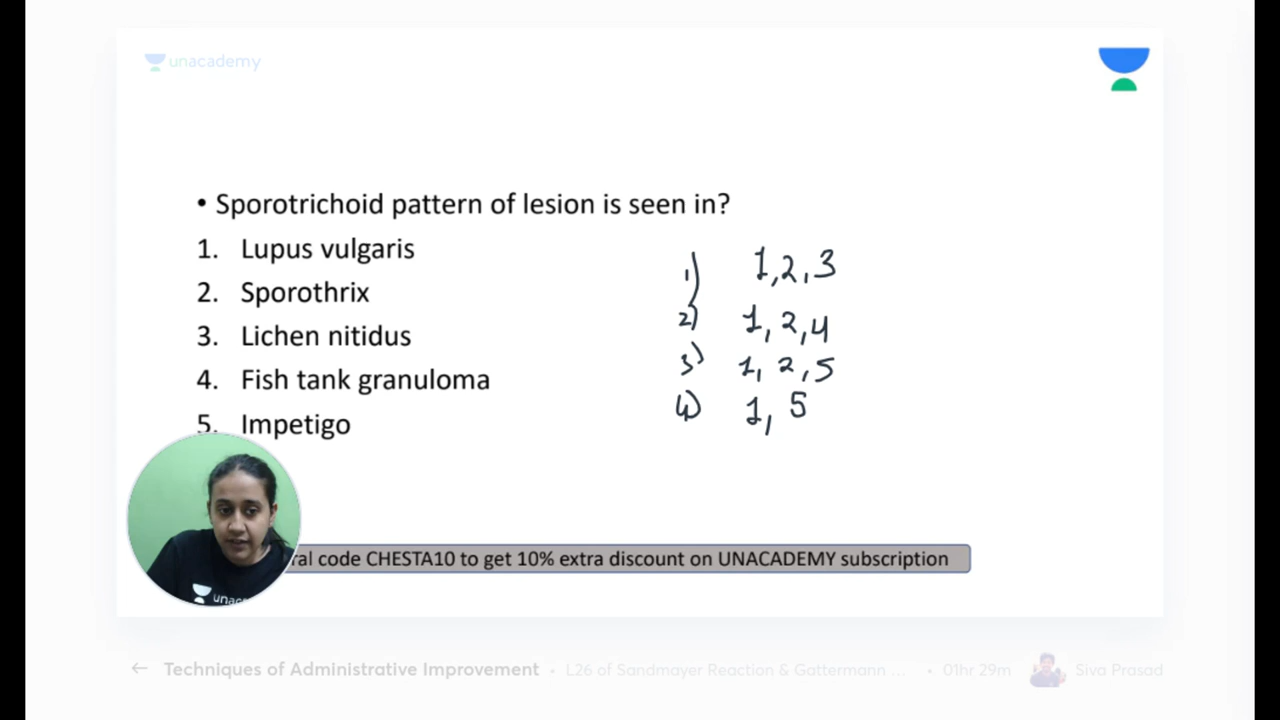 unacademy
• Sporotrichoid pattern of lesion is seen in?
1. Lupus vulgaris
2. Sporothrix
3. Lichen nitidus
4. Fish tank granuloma
5. Impetigo
1) 1,2,3
2) 1,2,4
3) 1,2,5
4) 1,5
ral code CHESTA10 to get 10% extra discount on UNACADEMY subscription
unac
← Techniques of Administrative Improvement • L26 of Sandmayer Reaction & Gattermann ... • 01hr 29m Siva Prasad